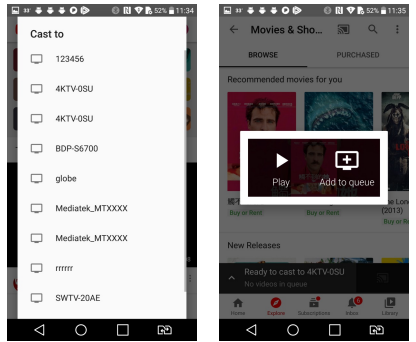 33° 52% 11:34
Cast to
123456
4KTV-0SU
4KTV-0SU
BDP-S6700
globe
Mediatek_MTXXXX
Mediatek_MTXXXX
rrrrrr
SWTV-20AE
33° 52% 11:35
Movies & Sho...
BROWSE PURCHASED
Recommended movies for you
Play Add to queue
Buy or Rent Buy or Rent
(2013)
New Releases
Ready to cast to 4KTV-0SU
No videos in queue
Home Explore Subscriptions Inbox Library